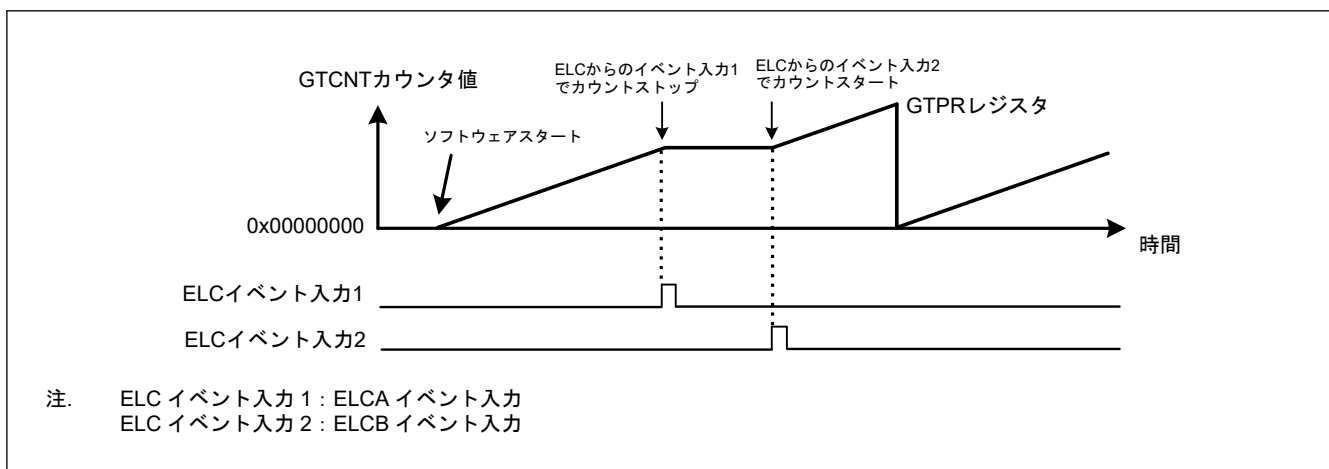 ELCからのイベント入力1
でカウントストップ
ELCからのイベント入力2
でカウントスタート
GTCNTカウンタ値
GTPRレジスタ
ソフトウェアスタート
0x00000000
時間
ELCイベント入力1
ELCイベント入力2
注. ELC イベント入力 1：ELCA イベント入力
ELC イベント入力 2：ELCB イベント入力